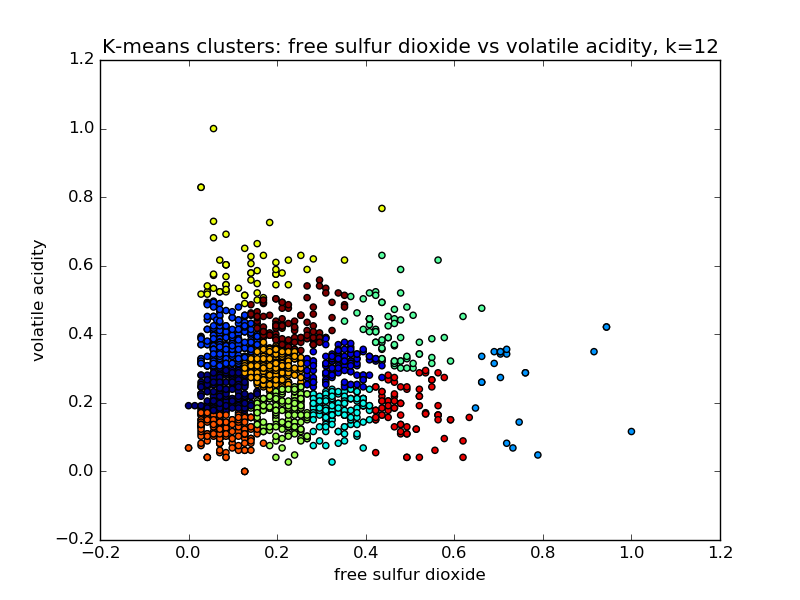 K-means clusters: free sulfur dioxide vs volatile acidity, k=12
1.2
1.0
0.8
0.6
0.4
0.2
0.0
−0.2
volatile acidity
−0.2 0.0 0.2 0.4 0.6 0.8 1.0 1.2
free sulfur dioxide